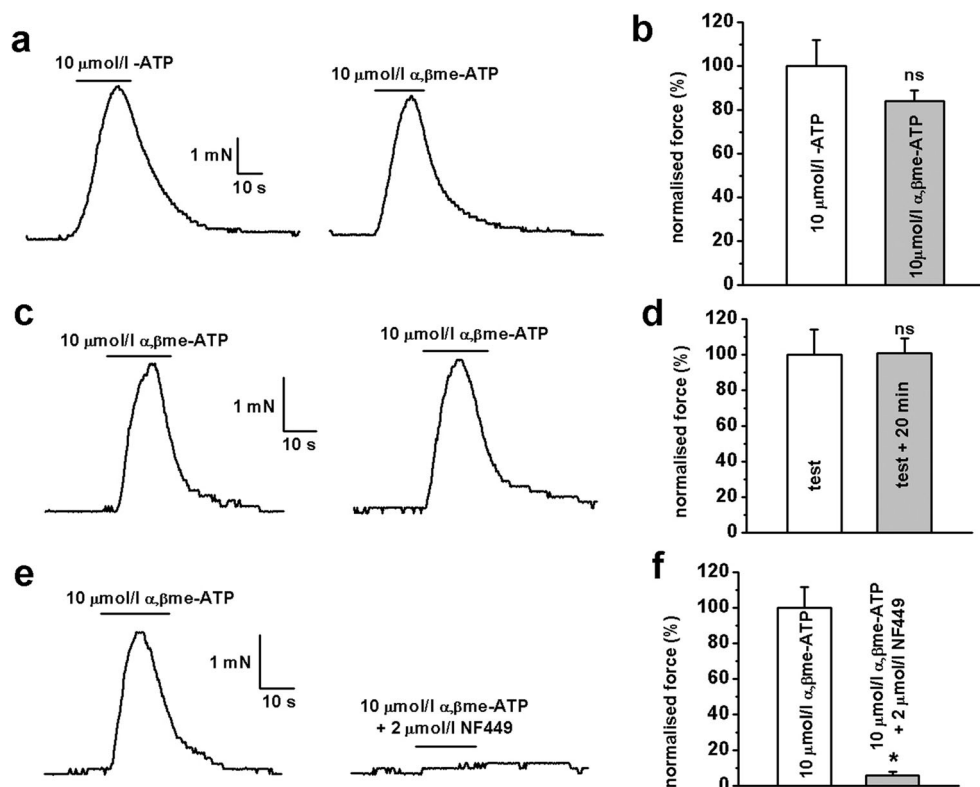 a
10 μmol/l -ATP
10 μmol/l α,βme-ATP
1 mN
10 s
b
normalised force (%)
120
100
80
60
40
20
0
10 μmol/l -ATP
ns
10μmol/l α,βme-ATP
c
10 μmol/l α,βme-ATP
10 μmol/l α,βme-ATP
1 mN
10 s
d
normalised force (%)
120
100
80
60
40
20
0
test
ns
test + 20 min
e
10 μmol/l α,βme-ATP
1 mN
10 s
10 μmol/l α,βme-ATP
+ 2 μmol/l NF449
f
normalised force (%)
120
100
80
60
40
20
0
10 μmol/l α,βme-ATP
10 μmol/l α,βme-ATP
+ 2 μmol/l NF449
*